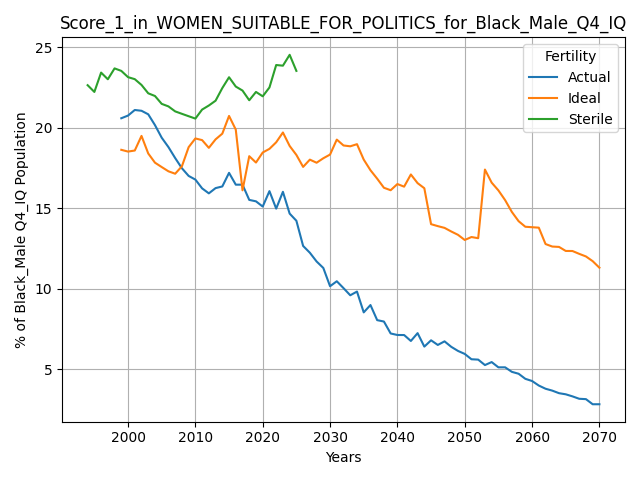 Score_1_in_WOMEN_SUITABLE_FOR_POLITICS_for_Black_Male_Q4_IQ
Fertility
Actual
Ideal
Sterile
% of Black_Male Q4_IQ Population
25
20
15
10
5
2000 2010 2020 2030 2040 2050 2060 2070
Years